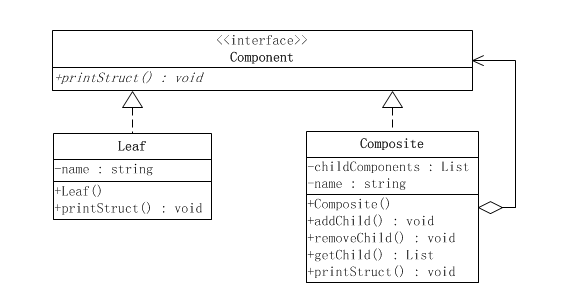 <<interface>>
Component
+printStruct() : void
Leaf
-name : string
+Leaf()
+printStruct() : void
Composite
-childComponents : List
-name : string
+Composite()
+addChild() : void
+removeChild() : void
+getChild() : List
+printStruct() : void